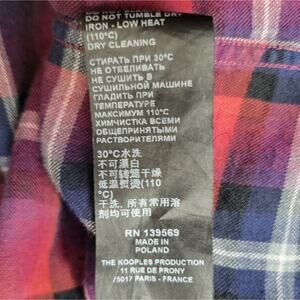 DO NOT TUMBLE DRY
IRON - LOW HEAT
(110°C)
DRY CLEANING
СТИРАТЬ ПРИ 30°C
НЕ ОТБЕЛИВАТЬ
НЕ СУШИТЬ В
СУШИЛЬНОЙ МАШИНЕ
ГЛАДИТЬ ПРИ
ТЕМПЕРАТУРЕ
МАКСИМУМ 110°C
ХИМЧИСТКА ВСЕМИ
ОБЩЕПРИНЯТЫМИ
РАСТВОРИТЕЛЯМИ
30°C水洗
不可漂白
不可转笼干燥
低温熨烫(110
°C)
干洗, 所有常用溶
剂均可使用
RN 139569
MADE IN
POLAND
THE KOOPLES PRODUCTION
11 RUE DE PRONY
75017 PARIS - FRANCE